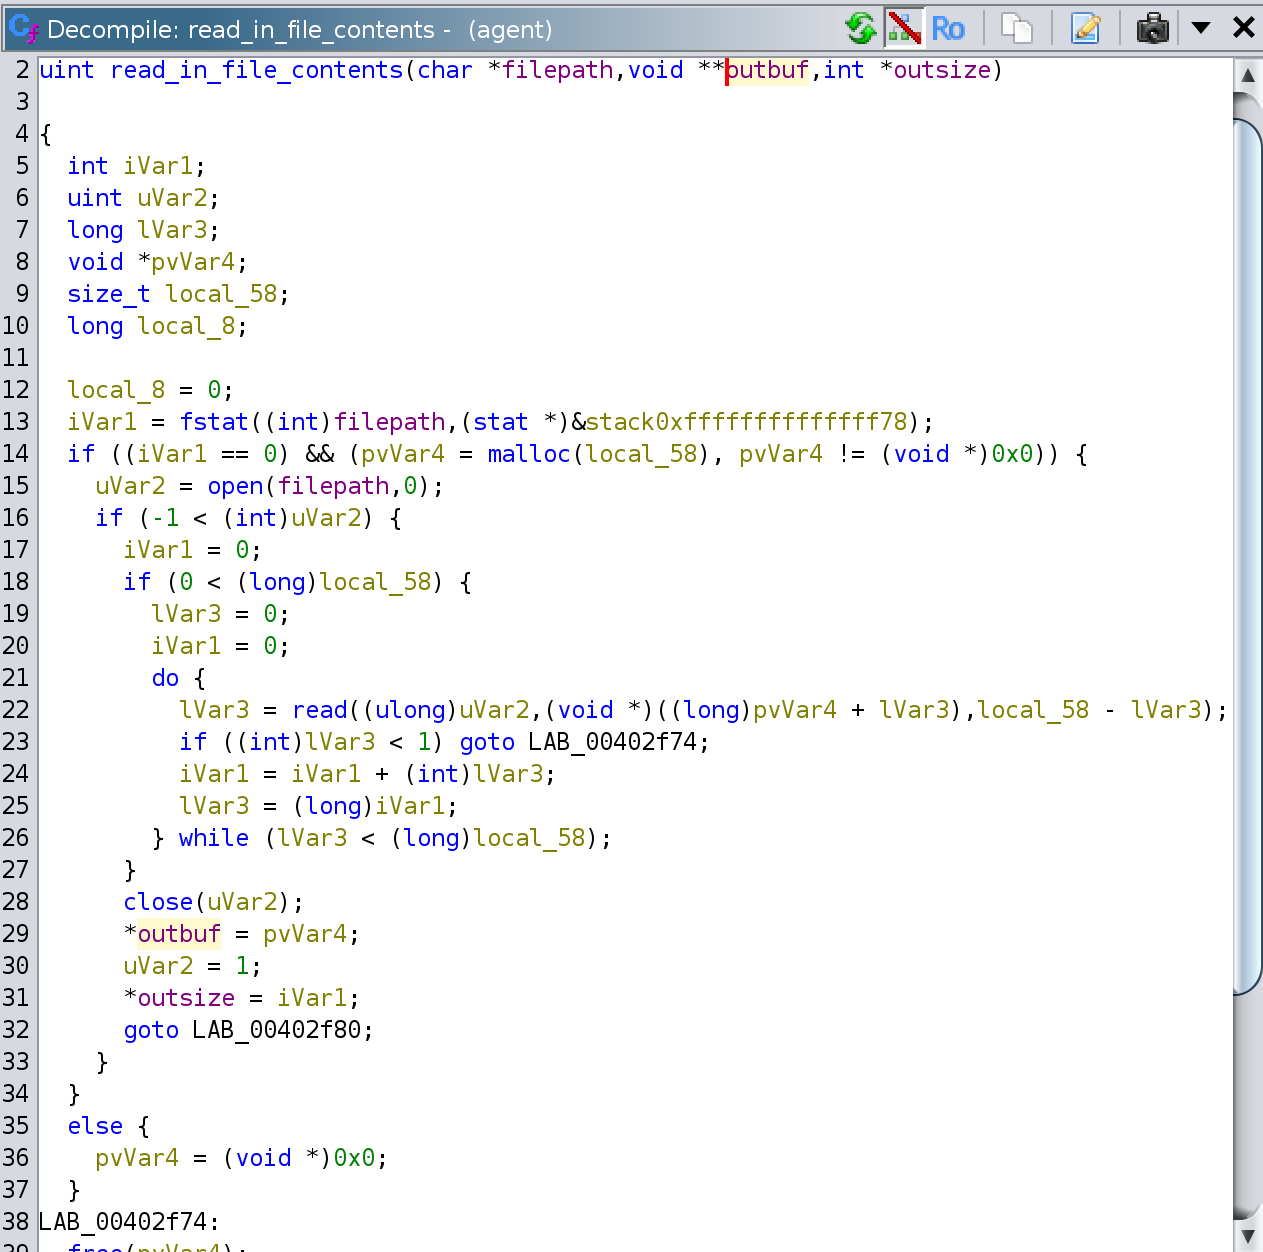 Decompile: read_in_file_contents - (agent)
Ro
2 uint read_in_file_contents(char *filepath,void **outbuf,int *outsize)
3
4 {
5   int iVar1;
6   uint uVar2;
7   long lVar3;
8   void *pvVar4;
9   size_t local_58;
10   long local_8;
11
12   local_8 = 0;
13   iVar1 = fstat((int)filepath,(stat *)&stack0xffffffffffffff78);
14   if ((iVar1 == 0) && (pvVar4 = malloc(local_58), pvVar4 != (void *)0x0)) {
15     uVar2 = open(filepath,0);
16     if (-1 < (int)uVar2) {
17       iVar1 = 0;
18       if (0 < (long)local_58) {
19         lVar3 = 0;
20         iVar1 = 0;
21         do {
22           lVar3 = read((ulong)uVar2,(void *)((long)pvVar4 + lVar3),local_58 - lVar3);
23           if ((int)lVar3 < 1) goto LAB_00402f74;
24           iVar1 = iVar1 + (int)lVar3;
25           lVar3 = (long)iVar1;
26         } while (lVar3 < (long)local_58);
27       }
28       close(uVar2);
29       *outbuf = pvVar4;
30       uVar2 = 1;
31       *outsize = iVar1;
32       goto LAB_00402f80;
33     }
34   }
35   else {
36     pvVar4 = (void *)0x0;
37   }
38 LAB_00402f74:
39   free(pvVar4);